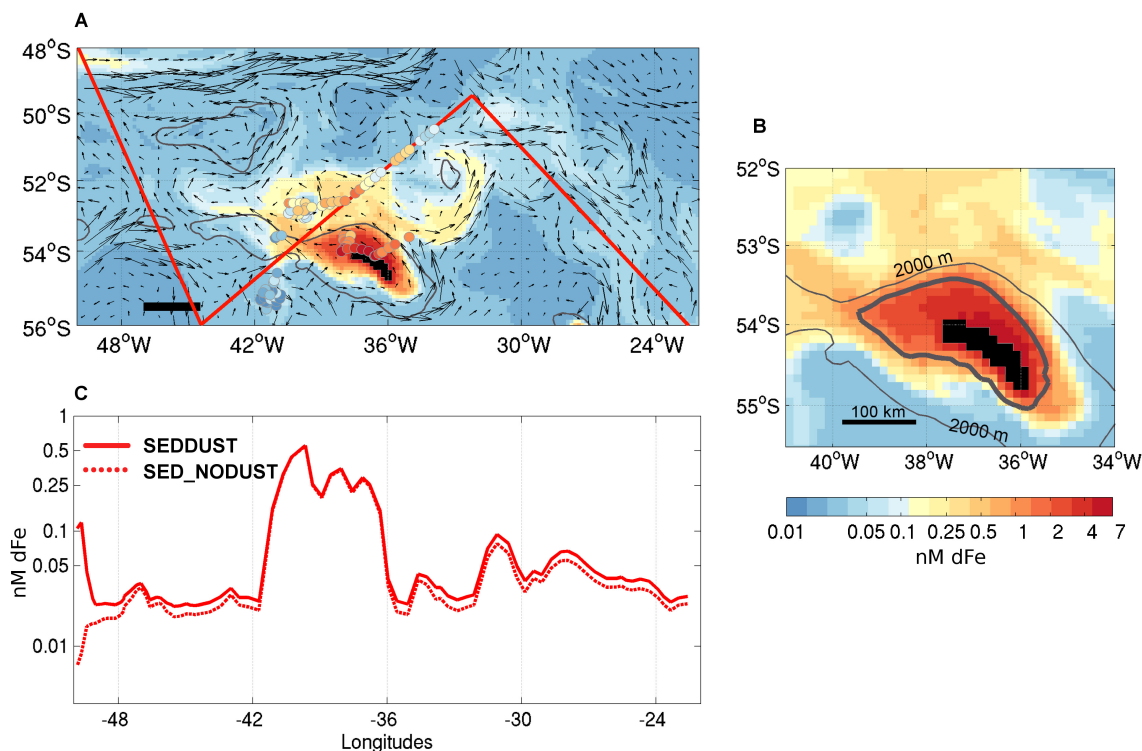 A
48°S
50°S
52°S
54°S
56°S
48°W 42°W 36°W 30°W 24°W
B
52°S
53°S
54°S
55°S
2000 m
100 km
2000 m
40°W 38°W 36°W 34°W
0.01 0.05 0.1 0.25 0.5 1 2 4 7
nM dFe
C
1
0.5
0.25
0.1
0.05
0.01
nM dFe
SEDDUST
SED_NODUST
-48 -42 -36 -30 -24
Longitudes